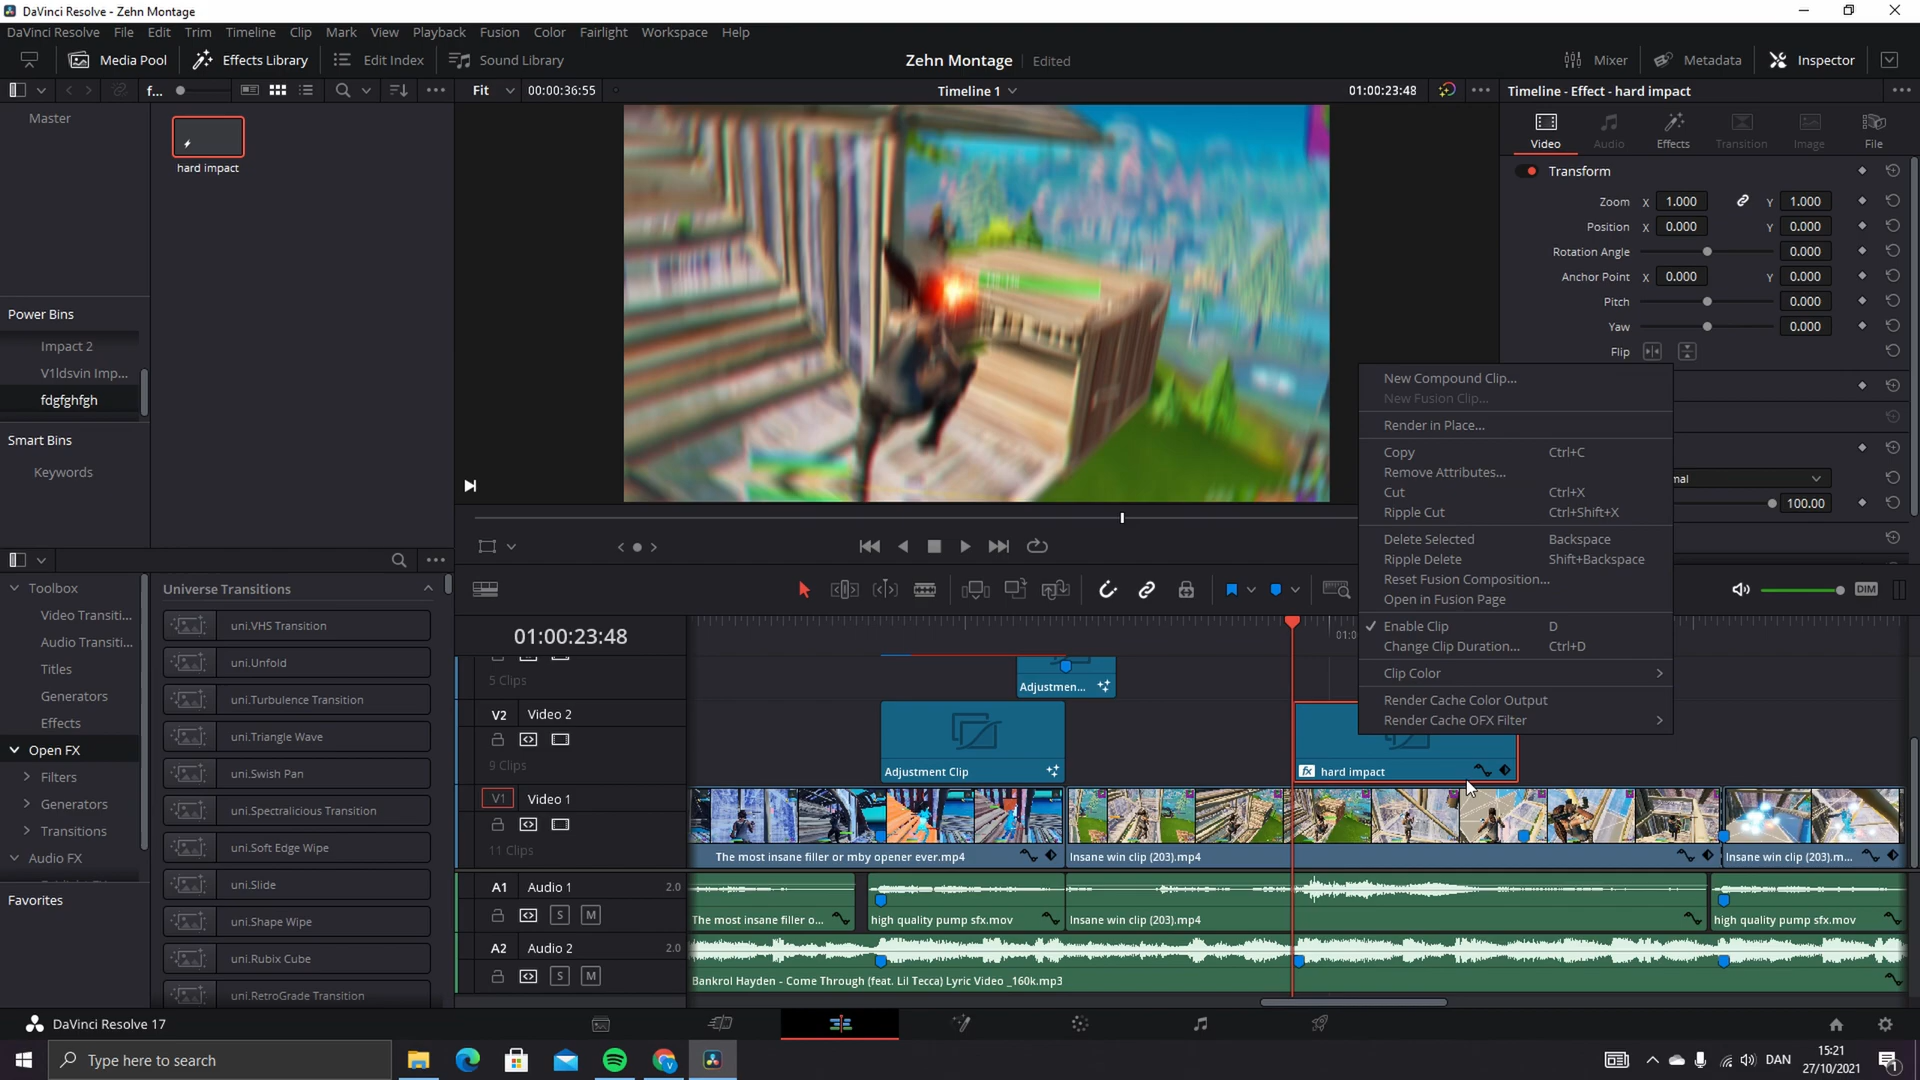 DaVinci Resolve - Zehn Montage
DaVinci Resolve File Edit Trim Timeline Clip Mark View Playback Fusion Color Fairlight Workspace Help
Media Pool Effects Library Edit Index Sound Library Zehn Montage Edited Mixer Metadata Inspector
f... Fit 00:00:36:55 Timeline 1 01:00:23:48 Timeline - Effect - hard impact
Master
hard impact
Video Audio Effects Transition Image File
Transform
Zoom X 1.000 Y 1.000
Position X 0.000 Y 0.000
Rotation Angle 0.000
Anchor Point X 0.000 Y 0.000
Pitch 0.000
Yaw 0.000
Flip
Power Bins
Impact 2
V1ldsvin Imp...
fdgfghfgh
Smart Bins
Keywords
New Compound Clip...
New Fusion Clip...
Render in Place...
Copy Ctrl+C
Remove Attributes...
Cut Ctrl+X
Ripple Cut Ctrl+Shift+X
Delete Selected Backspace
Ripple Delete Shift+Backspace
Reset Fusion Composition...
Open in Fusion Page
Enable Clip D
Change Clip Duration... Ctrl+D
Clip Color
Render Cache Color Output
Render Cache OFX Filter
100.00
DIM
Toolbox
Video Transiti...
Audio Transiti...
Titles
Generators
Effects
Open FX
Filters
Generators
Transitions
Audio FX
Favorites
Universe Transitions
uni.VHS Transition
uni.Unfold
uni.Turbulence Transition
uni.Triangle Wave
uni.Swish Pan
uni.Spectralicious Transition
uni.Soft Edge Wipe
uni.Slide
uni.Shape Wipe
uni.Rubix Cube
uni.RetroGrade Transition
01:00:23:48
5 Clips
Adjustmen...
V2 Video 2
9 Clips
Adjustment Clip
fx hard impact
V1 Video 1
11 Clips
The most insane filler or mby opener ever.mp4 Insane win clip (203).mp4 Insane win clip (203).m...
A1 Audio 1 2.0
S M
The most insane filler o... high quality pump sfx.mov Insane win clip (203).mp4 high quality pump sfx.mov
A2 Audio 2 2.0
S M
Bankrol Hayden - Come Through (feat. Lil Tecca) Lyric Video _160k.mp3
DaVinci Resolve 17
Type here to search
DAN
15:21
27/10/2021
1